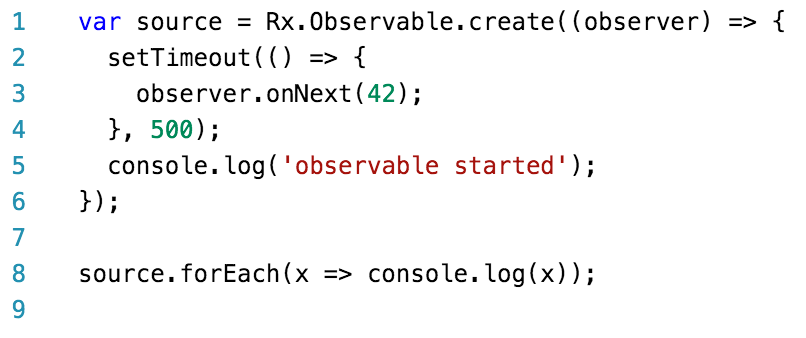 1 var source = Rx.Observable.create((observer) => {
2 setTimeout(() => {
3 observer.onNext(42);
4 }, 500);
5 console.log('observable started');
6 });
7
8 source.forEach(x => console.log(x));
9